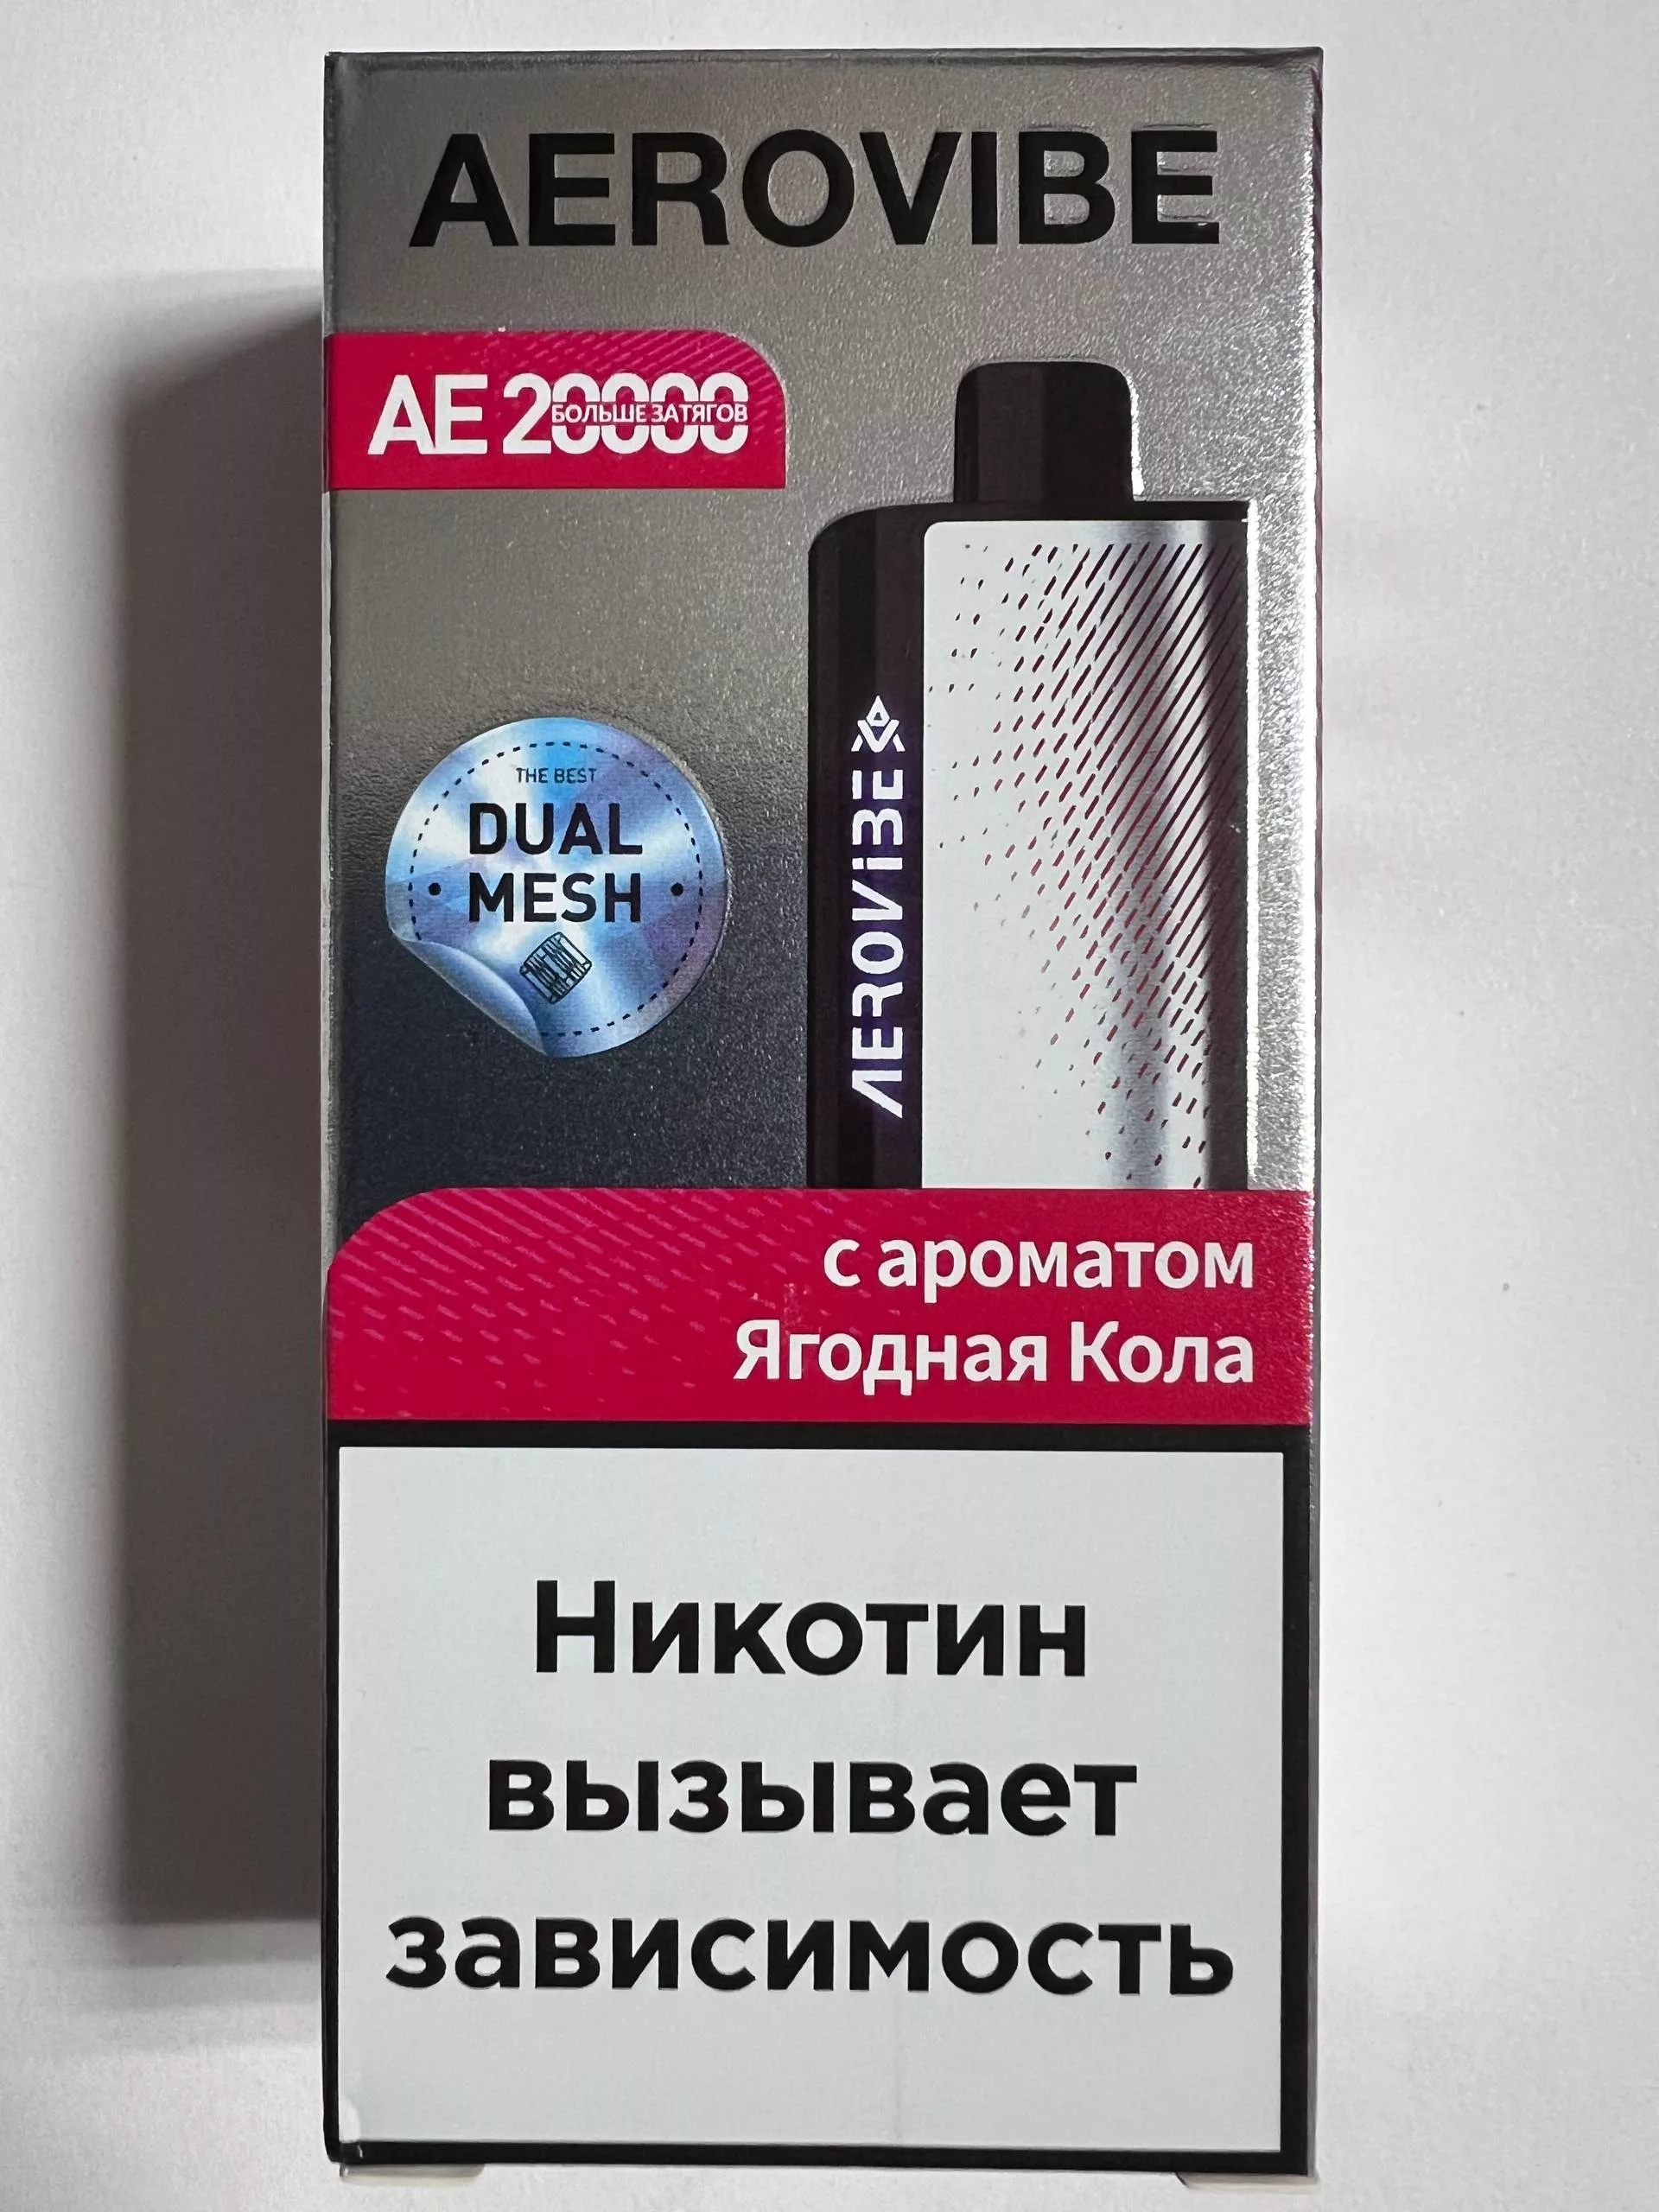 AEROVIBE
AE 20000
БОЛЬШЕ ЗАТЯГОВ
THE BEST
DUAL
MESH
AEROVIBE
с ароматом
Ягодная Кола
Никотин
вызывает
зависимость